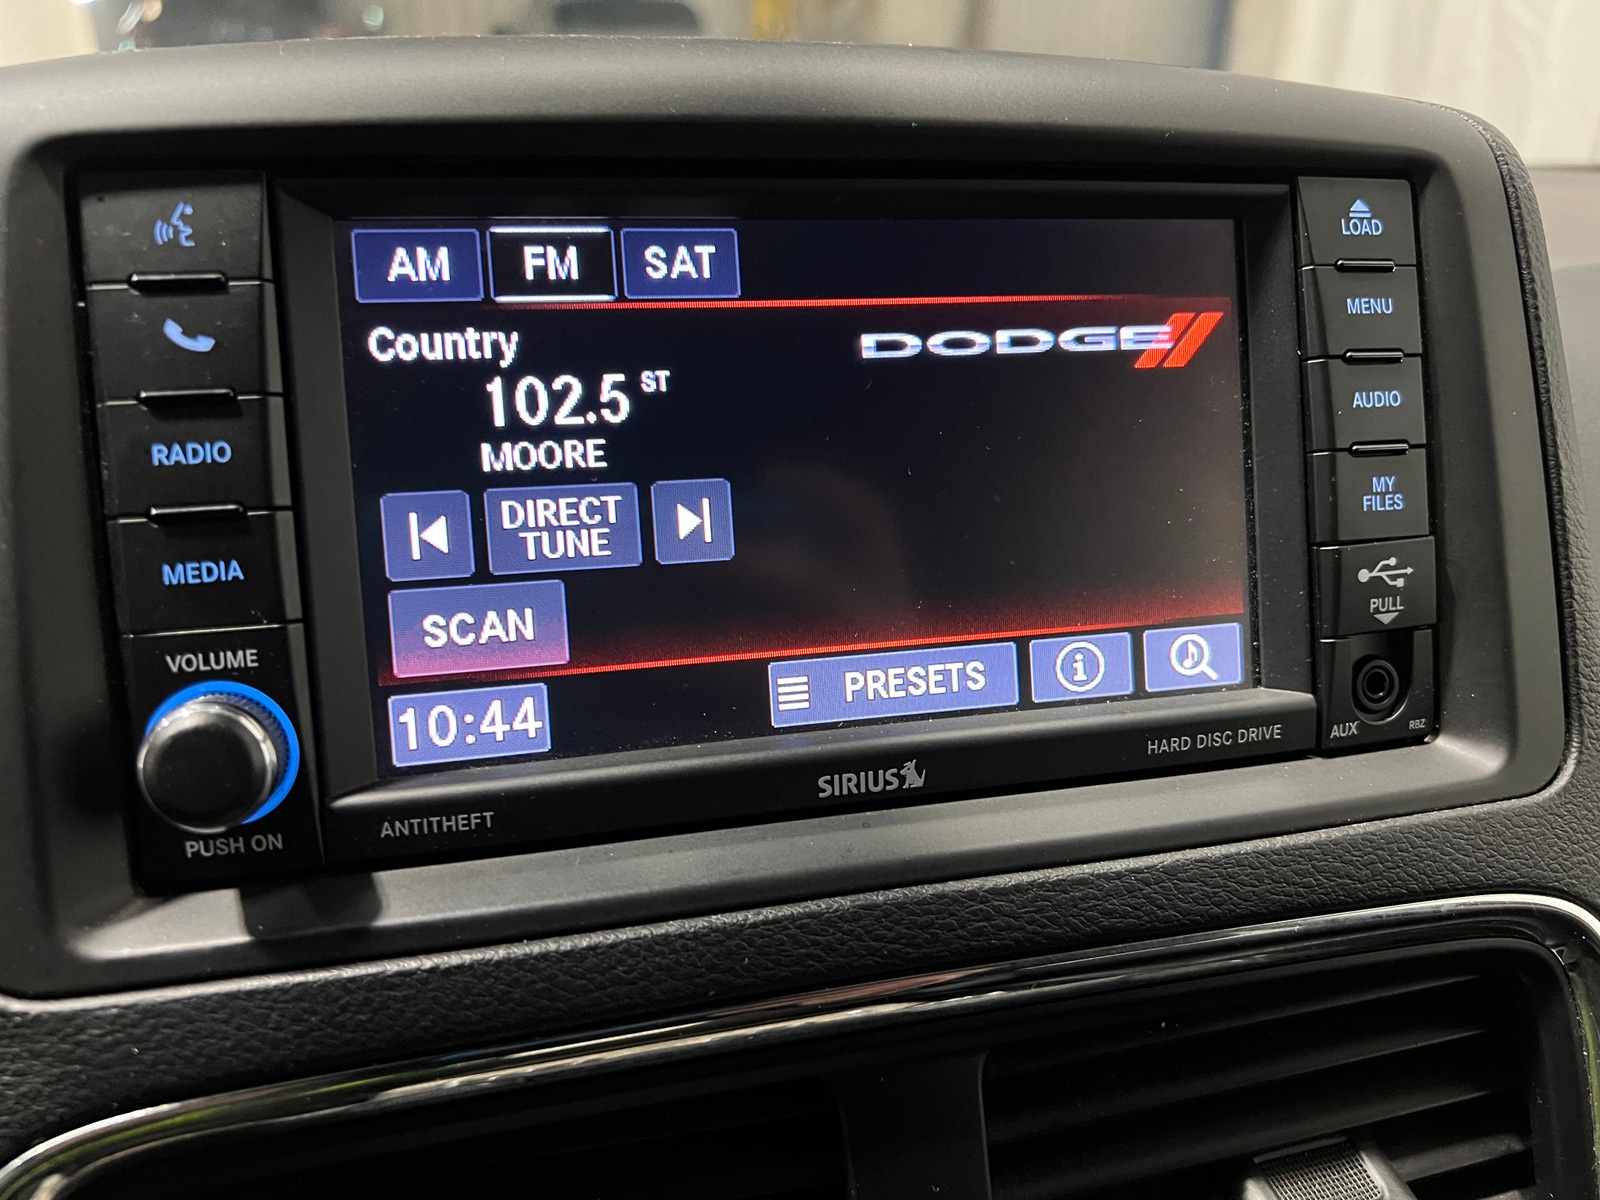 RADIO
MEDIA
VOLUME
PUSH ON
AM FM SAT
Country
DODGE
102.5 ST
MOORE
DIRECT
TUNE
SCAN
10:44
PRESETS
i
ANTITHEFT
SIRIUS
HARD DISC DRIVE
LOAD
MENU
AUDIO
MY
FILES
PULL
AUX
RBZ